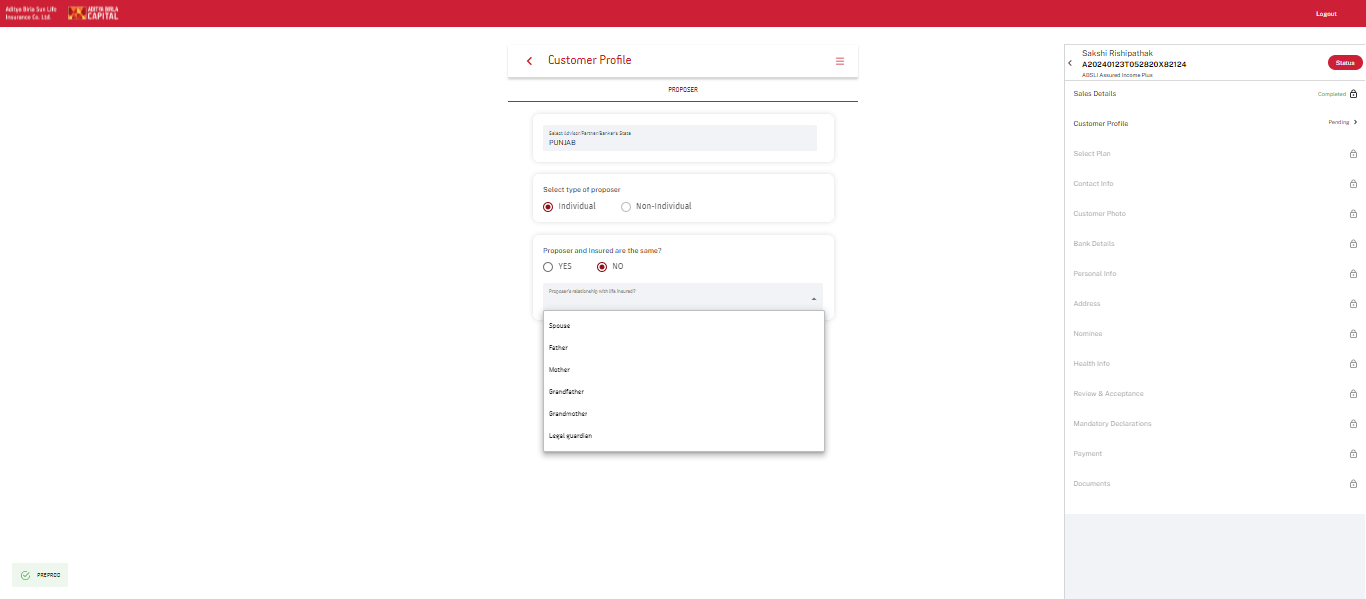 Aditya Birla Sun Life
Insurance Co. Ltd.
ADITYA BIRLA
CAPITAL
Logout
Customer Profile
PROPOSER
Select Advisor/Partner/Banker's State
PUNJAB
Select type of proposer
Individual
Non-Individual
Proposer and Insured are the same?
YES
NO
Proposer's relationship with life insured?
Spouse
Father
Mother
Grandfather
Grandmother
Legal guardian
Sakshi Rishipathak
A20240123T052820X82124
ABSLI Assured Income Plus
Status
Sales Details
Completed
Customer Profile
Pending
Select Plan
Contact Info
Customer Photo
Bank Details
Personal Info
Address
Nominee
Health Info
Review & Acceptance
Mandatory Declarations
Payment
Documents
PREPROD